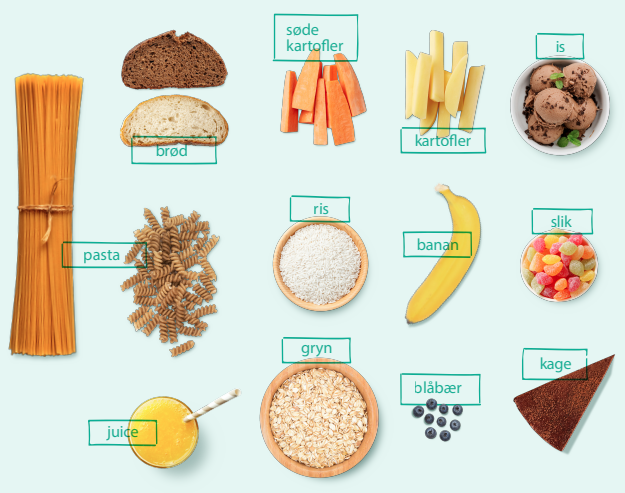 søde
kartofler
is
kartofler
brød
ris
slik
banan
pasta
gryn
kage
blåbær
juice